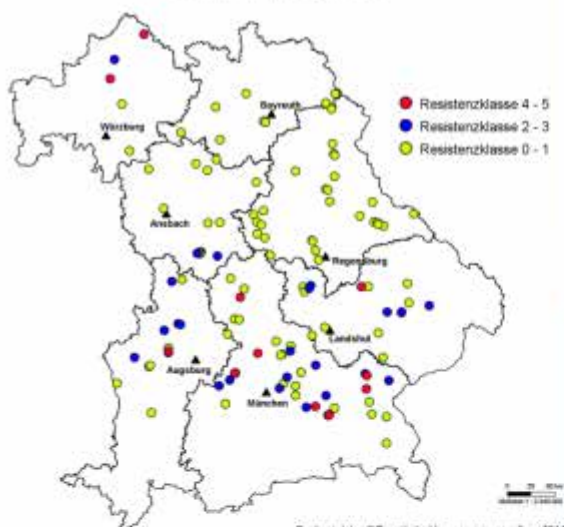 Bayreuth
Resistenzklasse 4 - 5
Resistenzklasse 2 - 3
Würzburg
Resistenzklasse 0 - 1
Ansbach
Regensburg
Landshut
Augsburg
München